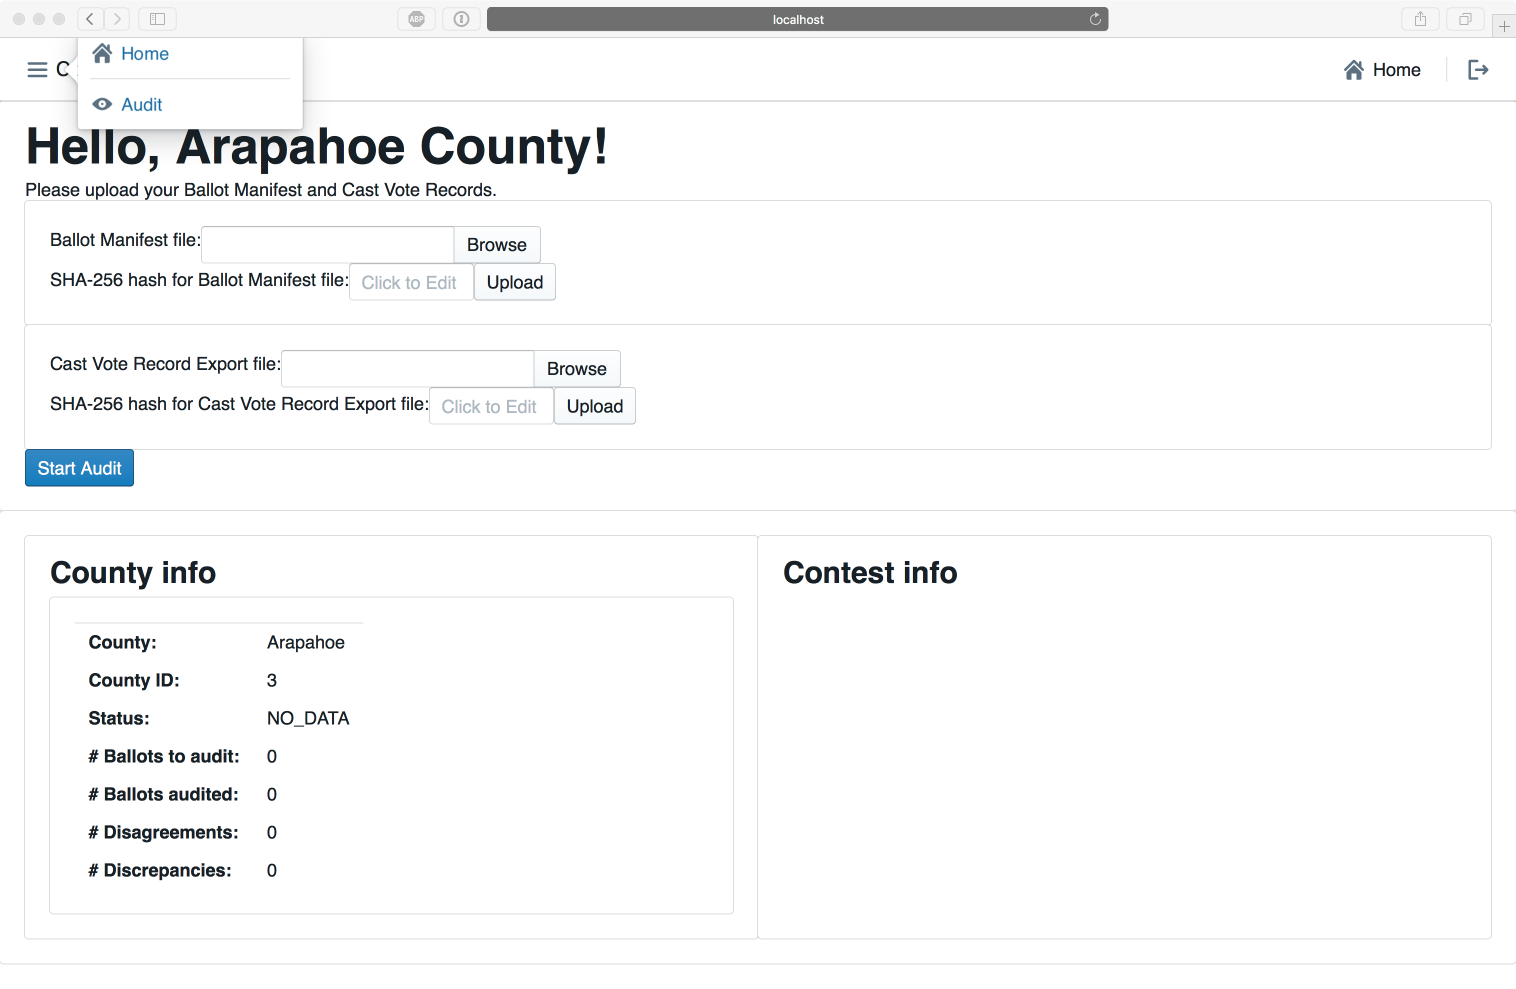 ABP
localhost
Home
C
Home
Audit
Hello, Arapahoe County!
Please upload your Ballot Manifest and Cast Vote Records.
Ballot Manifest file: Browse
SHA-256 hash for Ballot Manifest file: Click to Edit Upload
Cast Vote Record Export file: Browse
SHA-256 hash for Cast Vote Record Export file: Click to Edit Upload
Start Audit
County info
County: Arapahoe
County ID: 3
Status: NO_DATA
# Ballots to audit: 0
# Ballots audited: 0
# Disagreements: 0
# Discrepancies: 0
Contest info